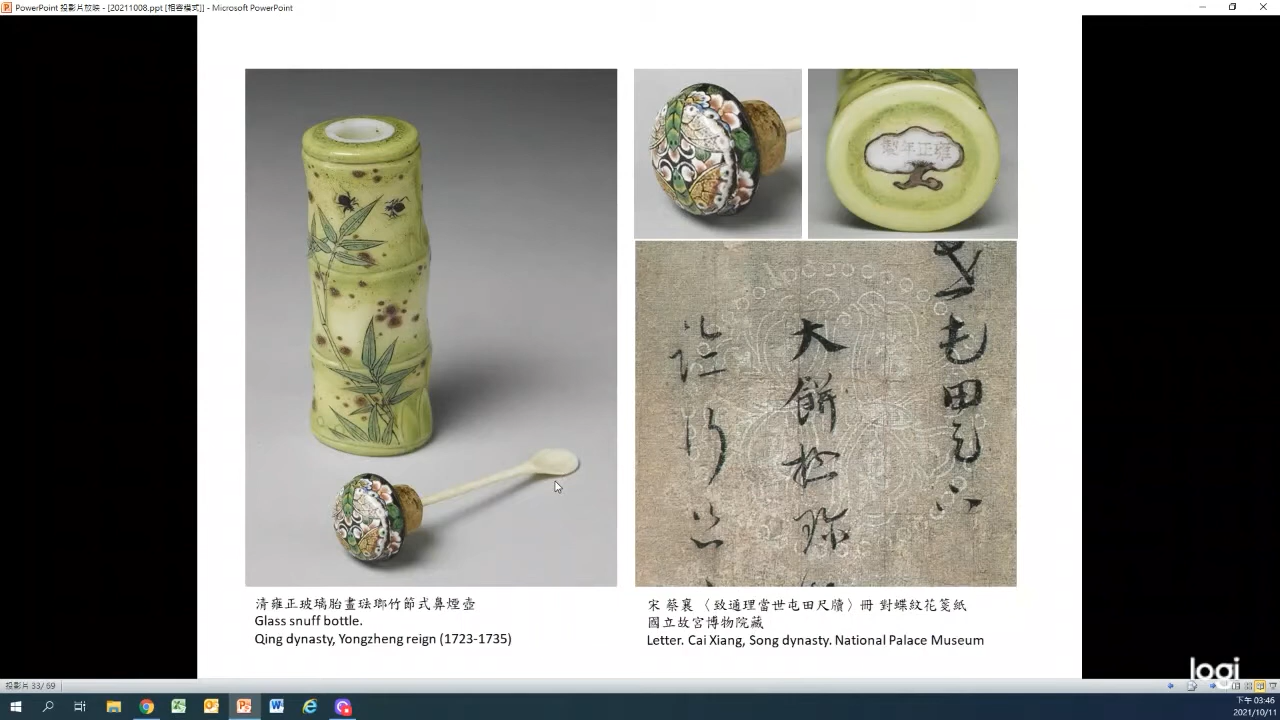 PowerPoint 投影片放映 - [20211008.ppt [相容模式]] - Microsoft PowerPoint
雍正年製
屯田
大餅極珍
清雍正玻璃胎畫琺瑯竹節式鼻煙壺
Glass snuff bottle.
Qing dynasty, Yongzheng reign (1723-1735)
宋 蔡襄 〈致通理當世屯田尺牘〉冊 對蝶紋花箋紙
國立故宮博物院藏
Letter. Cai Xiang, Song dynasty. National Palace Museum
logi
投影片 33/ 69
下午 03:46
2021/10/11